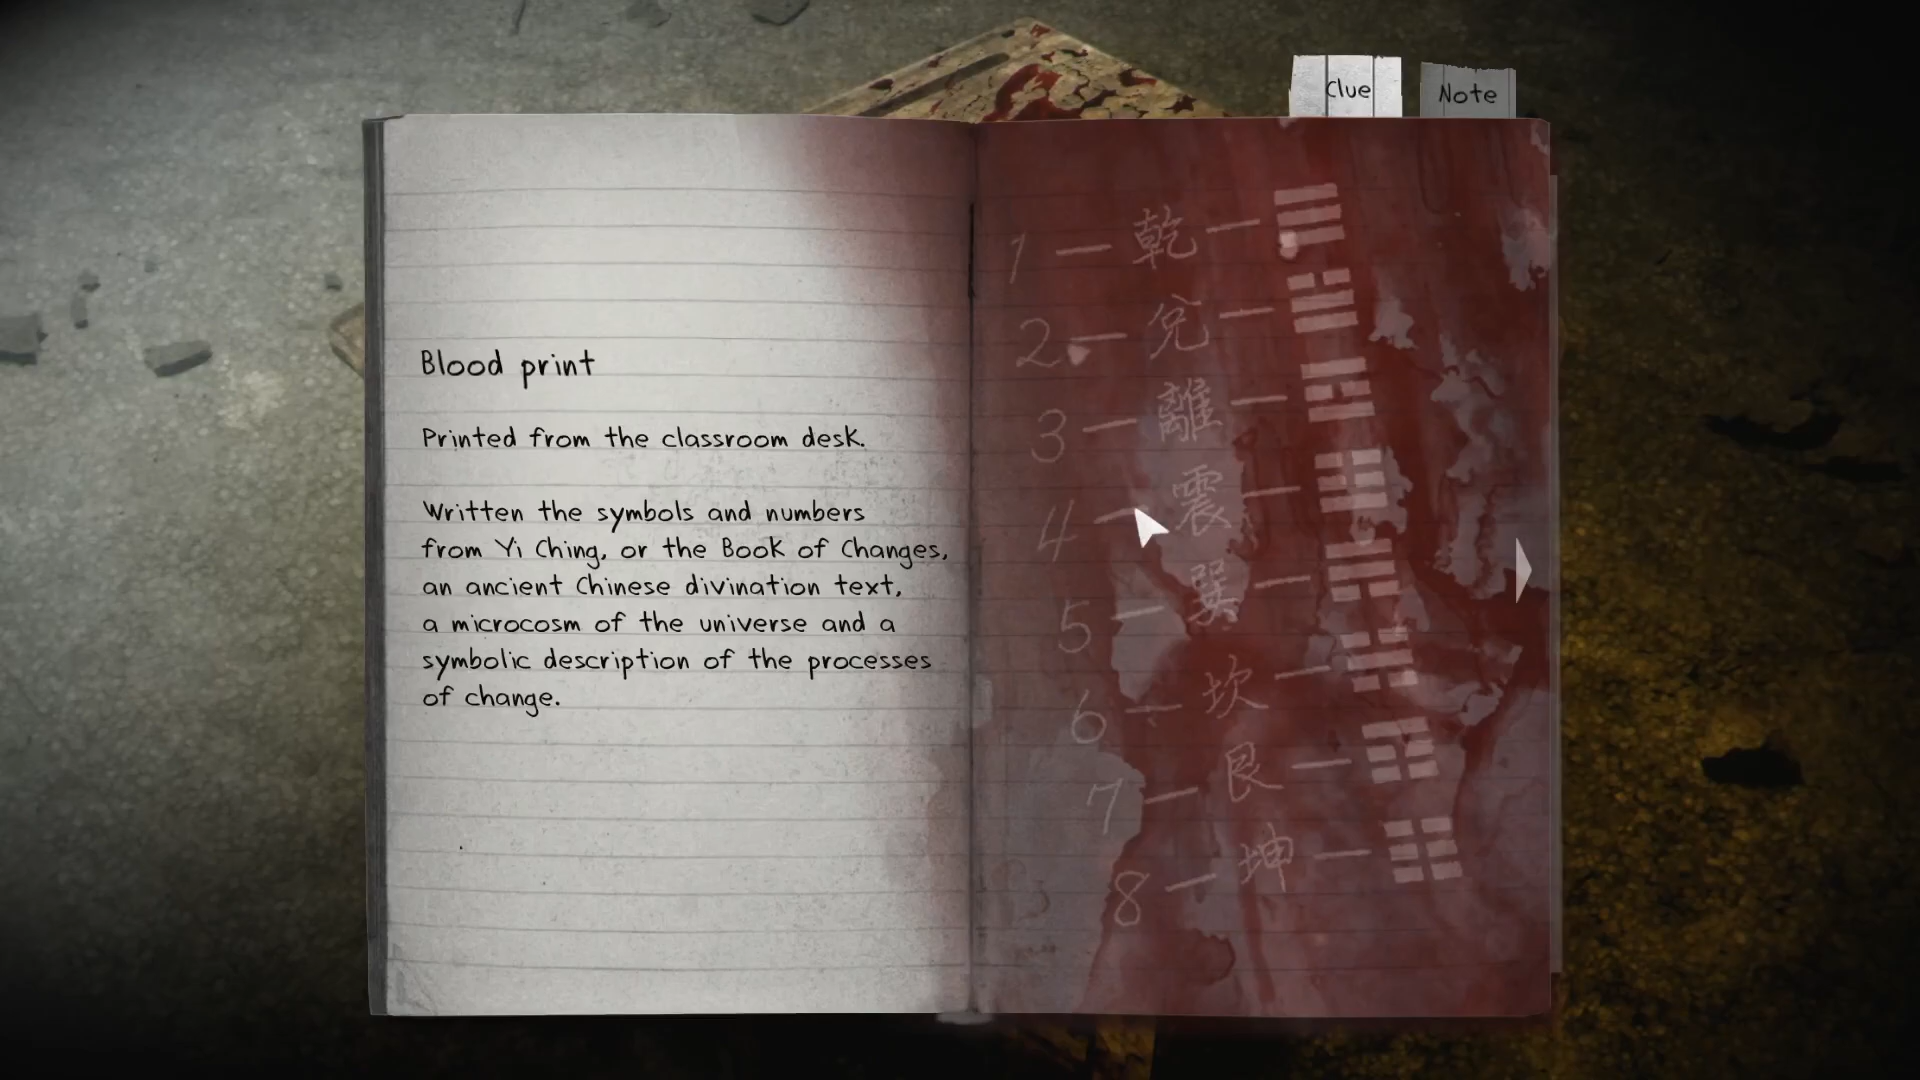 Clue
Note
Blood print
Printed from the classroom desk.
Written the symbols and numbers
from Yi Ching, or the Book of Changes,
an ancient Chinese divination text,
a microcosm of the universe and a
symbolic description of the processes
of change.
1 — 乾 — ☰
2 — 兌 — ☱
3 — 離 — ☲
4 — 震 — ☳
5 — 巽 — ☴
6 — 坎 — ☵
7 — 艮 — ☶
8 — 坤 — ☷